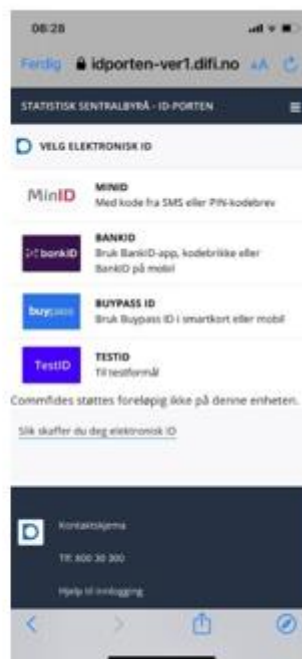 08:28
Ferdig idporten-ver1.difi.no AA
STATISTISK SENTRALBYRÅ - ID-PORTEN
VELG ELEKTRONISK ID
MinID
MINID
Med kode fra SMS eller PIN-kodebrev
bankID
BANKID
Bruk BankID-app, kodebrikke eller
BankID på mobil
buypass
BUYPASS ID
Bruk Buypass ID i smartkort eller mobil
TestID
TESTID
Til testformål
Commfides støttes foreløpig ikke på denne enheten.
Slik skaffer du deg elektronisk ID
Kontaktskjema
Tlf. 800 30 300
Hjelp til innlogging